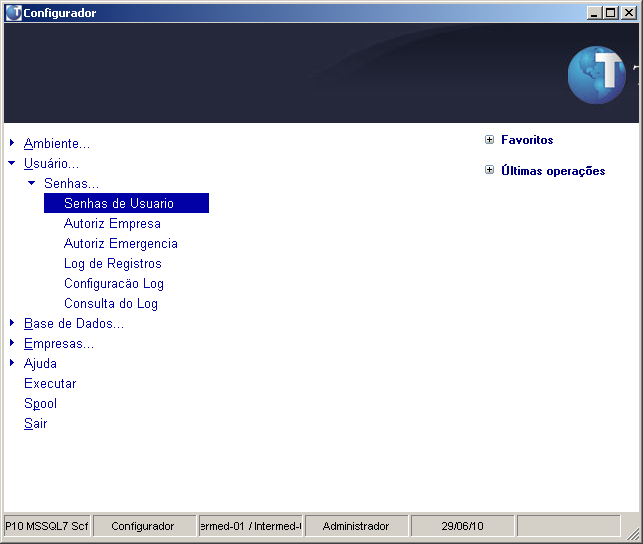 Configurador
T
Ambiente...
Usuário...
Senhas...
Senhas de Usuario
Autoriz Empresa
Autoriz Emergencia
Log de Registros
Configuracäo Log
Consulta do Log
Base de Dados...
Empresas...
Ajuda
Executar
Spool
Sair
Favoritos
Últimas operações
P10 MSSQL7 Scf
Configurador
ermed-01 / Intermed-
Administrador
29/06/10